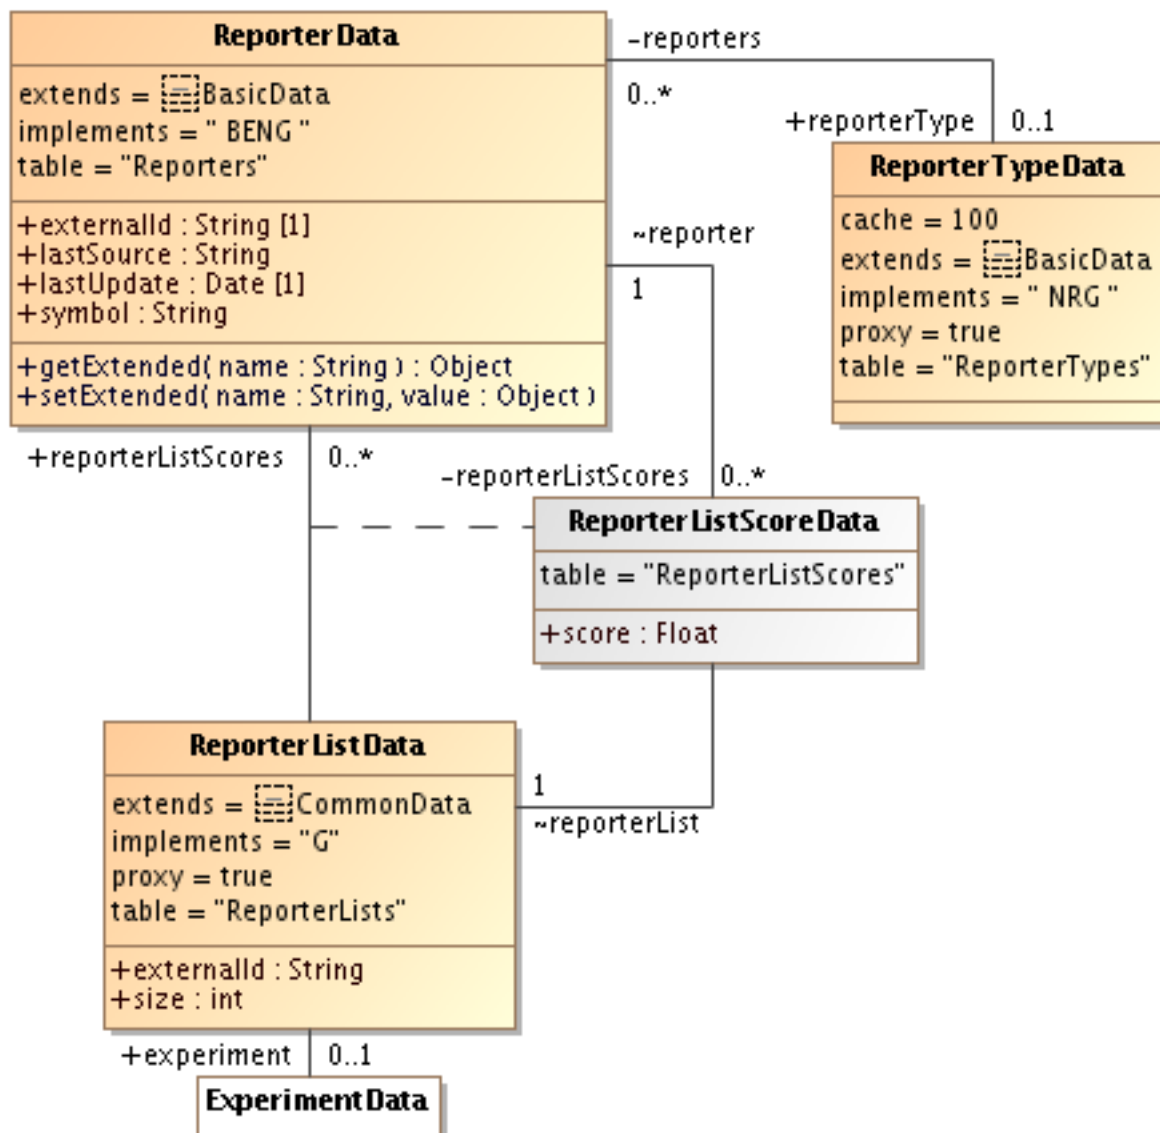 ReporterData
extends = BasicData
implements = " BENG "
table = "Reporters"
+externalId : String [1]
+lastSource : String
+lastUpdate : Date [1]
+symbol : String
+getExtended( name : String ) : Object
+setExtended( name : String, value : Object )
-reporters
0..*
+reporterType
0..1
ReporterTypeData
cache = 100
extends = BasicData
implements = " NRG "
proxy = true
table = "ReporterTypes"
~reporter
1
+reporterListScores
0..*
-reporterListScores
0..*
ReporterListScoreData
table = "ReporterListScores"
+score : Float
ReporterListData
extends = CommonData
implements = "G"
proxy = true
table = "ReporterLists"
+externalId : String
+size : int
1
~reporterList
+experiment
0..1
ExperimentData